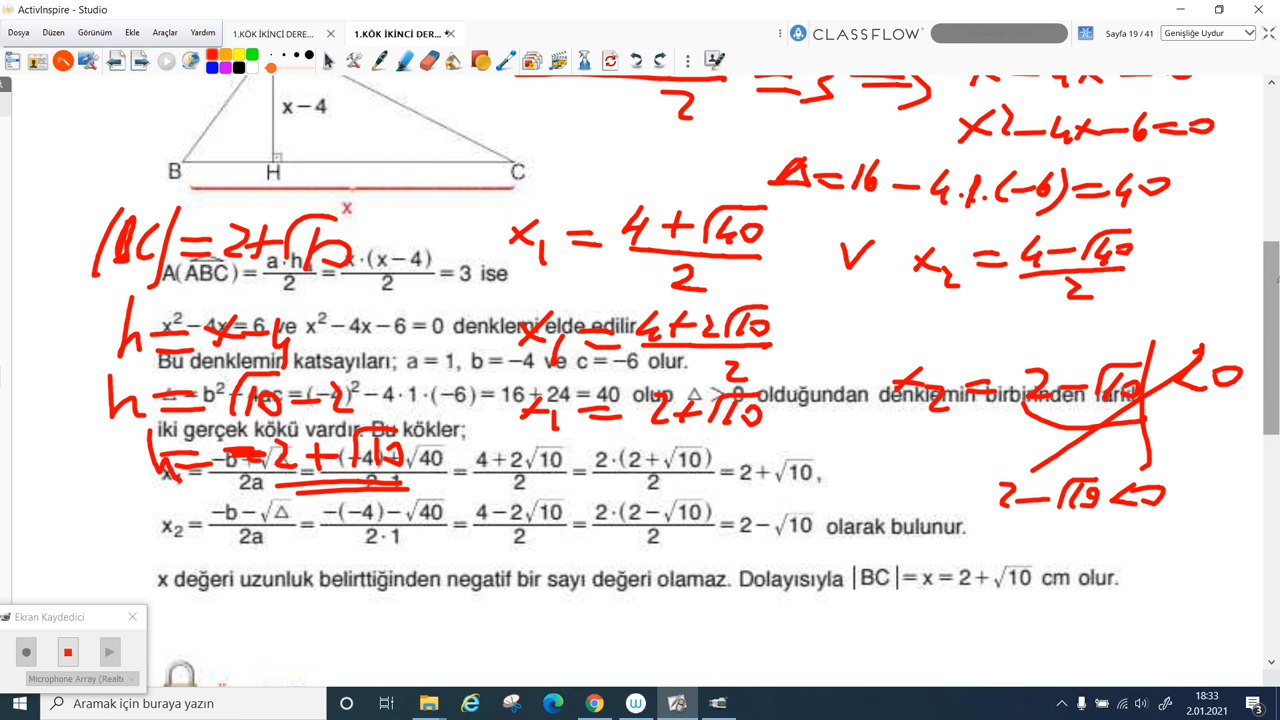 ActivInspire - Studio
Dosya Düzen Görünüm Ekle Araçlar Yardım
1.KÖK İKİNCİ DERE...
1.KÖK İKİNCİ DER...
CLASSFLOW
Sayfa 19 / 41
Genişliğe Uydur
x – 4
B H C
x
2
x² – 4x – 6 = 0
Δ = 16 – 4.1.(–6) = 40
|BC| = 2 + √10
x₁ = (4 + √40)/2 V x₂ = (4 – √40)/2
A(ABC) = a·h/2 = x·(x – 4)/2 = 3 ise
h = x – 4
x² – 4x = 6 ve x² – 4x – 6 = 0 denklemi elde edilir.
x₁ = (4 + 2√10)/2
Bu denklemin katsayıları; a = 1, b = –4 ve c = –6 olur.
x₂ = 2 – √10 < 0
Δ = b² – 4ac = (–4)² – 4·1·(–6) = 16 + 24 = 40 olup Δ > 0 olduğundan denklemin birbirinden farklı
x₁ = 2 + √10
iki gerçek kökü vardır. Bu kökler;
x₁ = (–b + √Δ)/2a = (–(–4) + √40)/(2·1) = (4 + 2√10)/2 = 2·(2 + √10)/2 = 2 + √10,
2 – √10 < 0
x₂ = (–b – √Δ)/2a = (–(–4) – √40)/(2·1) = (4 – 2√10)/2 = 2·(2 – √10)/2 = 2 – √10 olarak bulunur.
x değeri uzunluk belirttiğinden negatif bir sayı değeri olamaz. Dolayısıyla |BC| = x = 2 + √10 cm olur.
Ekran Kaydedici
Microphone Array (Realte
Aramak için buraya yazın
18:33
2.01.2021
3